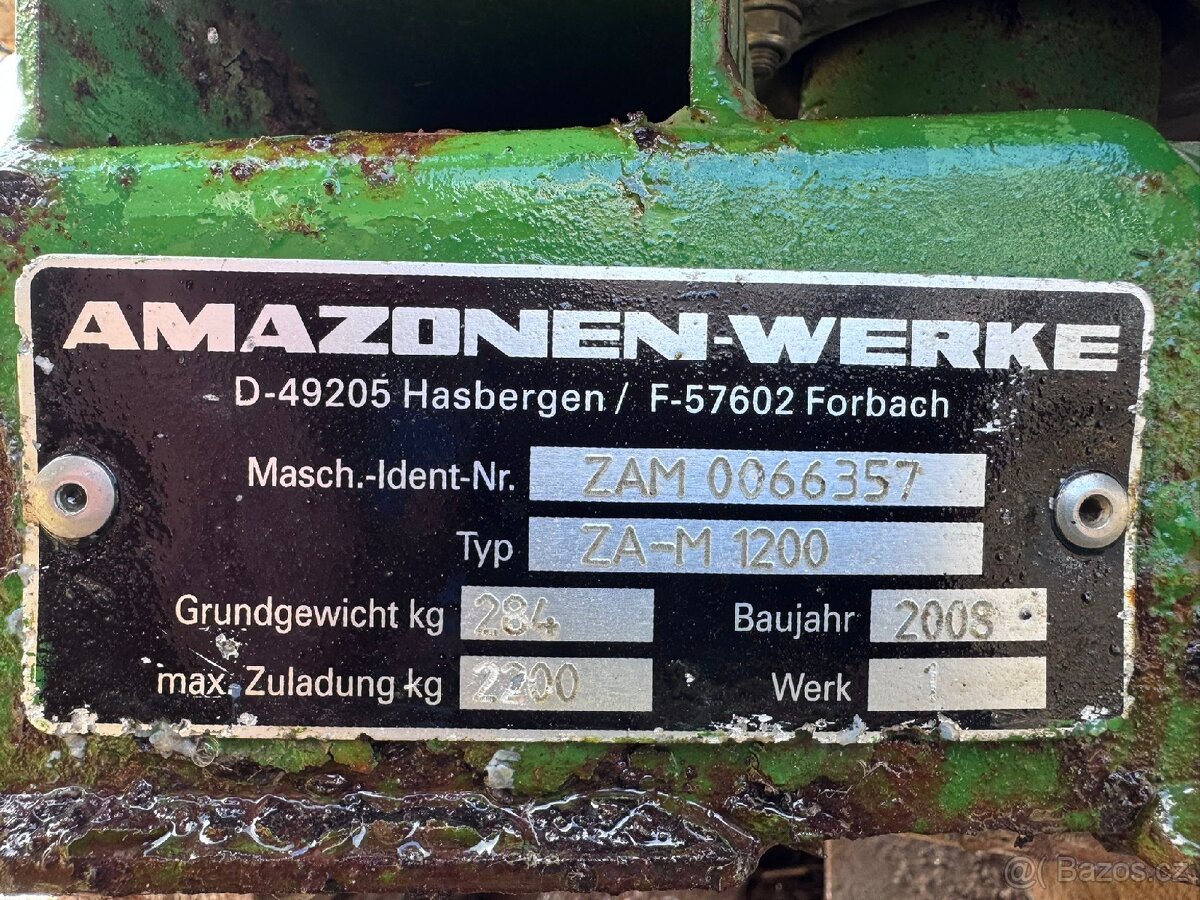 AMAZONEN-WERKE
D-49205 Hasbergen / F-57602 Forbach
Masch.-Ident-Nr. ZAM 0066357
Typ ZA-M 1200
Grundgewicht kg 284 Baujahr 2008
max. Zuladung kg 2200 Werk 1
@( Bazos.cz